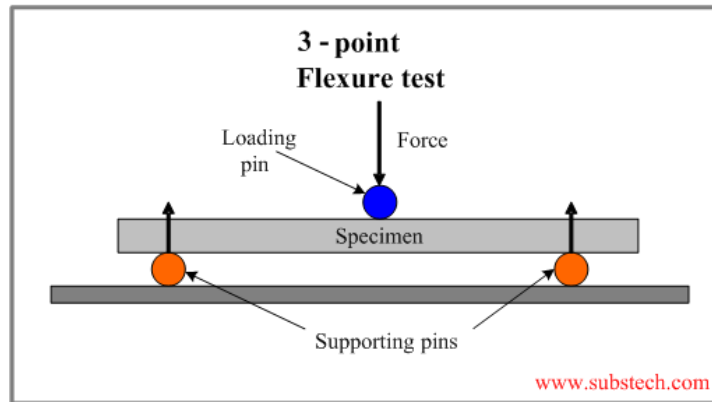 3 - point
Flexure test
Loading
pin
Force
Specimen
Supporting pins
www.substech.com